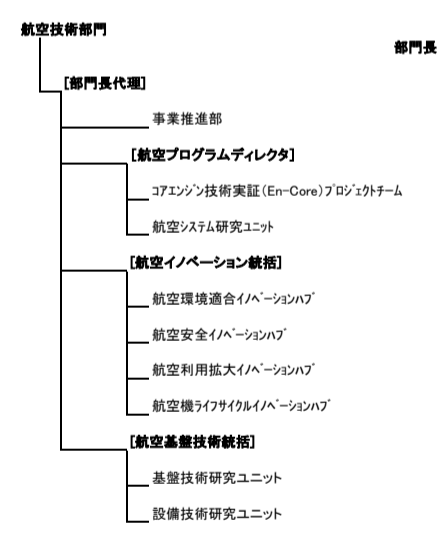 航空技術部門
部門長
[部門長代理]
事業推進部
[航空プログラムディレクタ]
コアエンジン技術実証(En-Core)プロジェクトチーム
航空システム研究ユニット
[航空イノベーション統括]
航空環境適合イノベーションハブ
航空安全イノベーションハブ
航空利用拡大イノベーションハブ
航空機ライフサイクルイノベーションハブ
[航空基盤技術統括]
基盤技術研究ユニット
設備技術研究ユニット